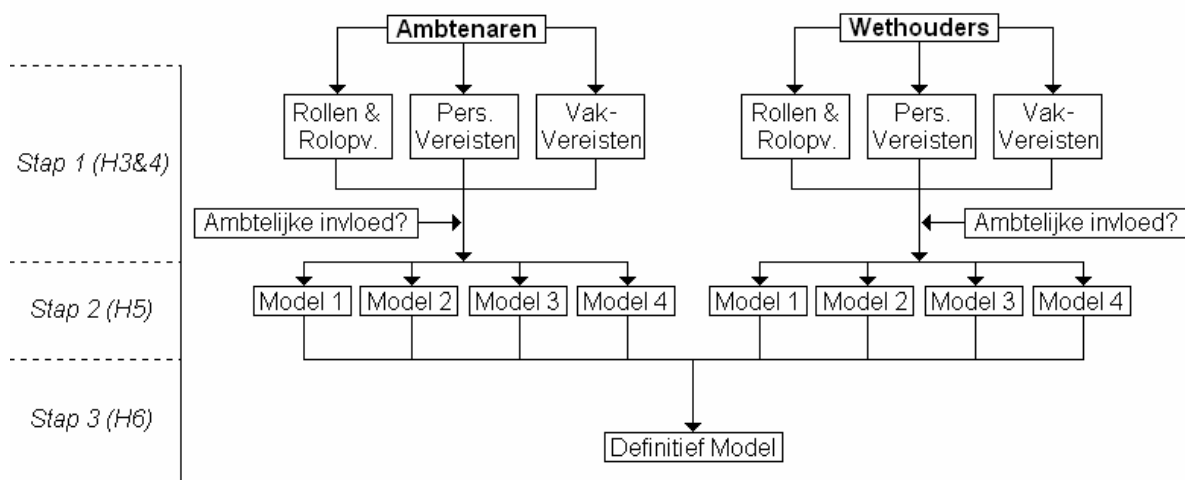 Ambtenaren
Wethouders
Rollen &
Rolopv.
Pers.
Vereisten
Vak-
Vereisten
Rollen &
Rolopv.
Pers.
Vereisten
Vak-
Vereisten
Stap 1 (H3&4)
Ambtelijke invloed?
Ambtelijke invloed?
Stap 2 (H5)
Model 1
Model 2
Model 3
Model 4
Model 1
Model 2
Model 3
Model 4
Stap 3 (H6)
Definitief Model